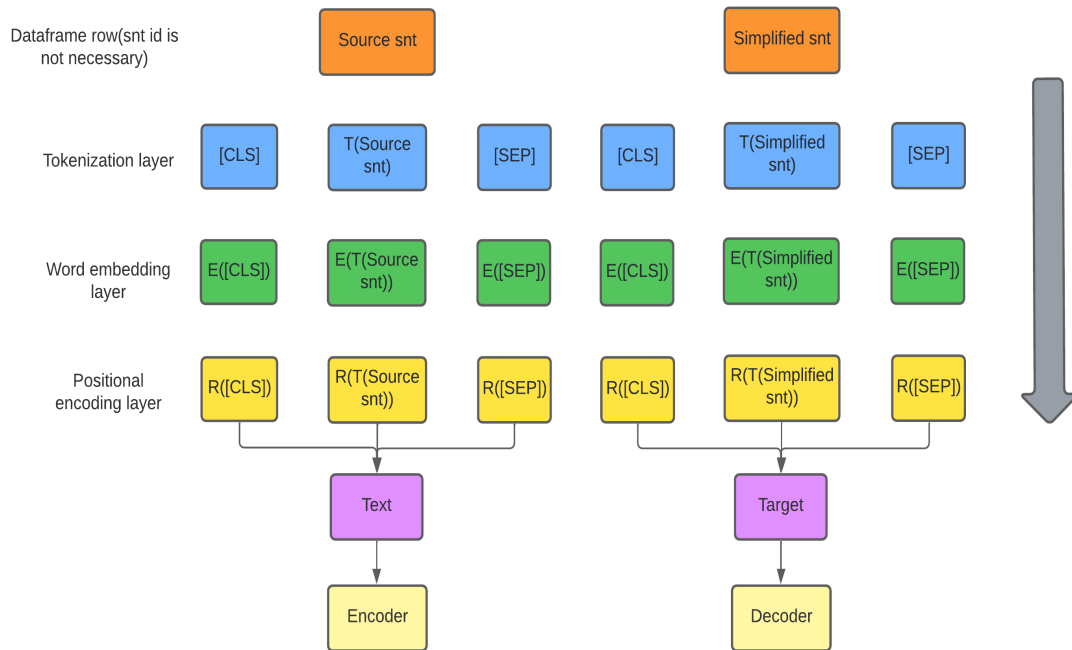 Dataframe row(snt id is
not necessary)
Source snt
Simplified snt
Tokenization layer
[CLS]
T(Source
snt)
[SEP]
[CLS]
T(Simplified
snt)
[SEP]
Word embedding
layer
E([CLS])
E(T(Source
snt))
E([SEP])
E([CLS])
E(T(Simplified
snt))
E([SEP])
Positional
encoding layer
R([CLS])
R(T(Source
snt))
R([SEP])
R([CLS])
R(T(Simplified
snt))
R([SEP])
Text
Target
Encoder
Decoder